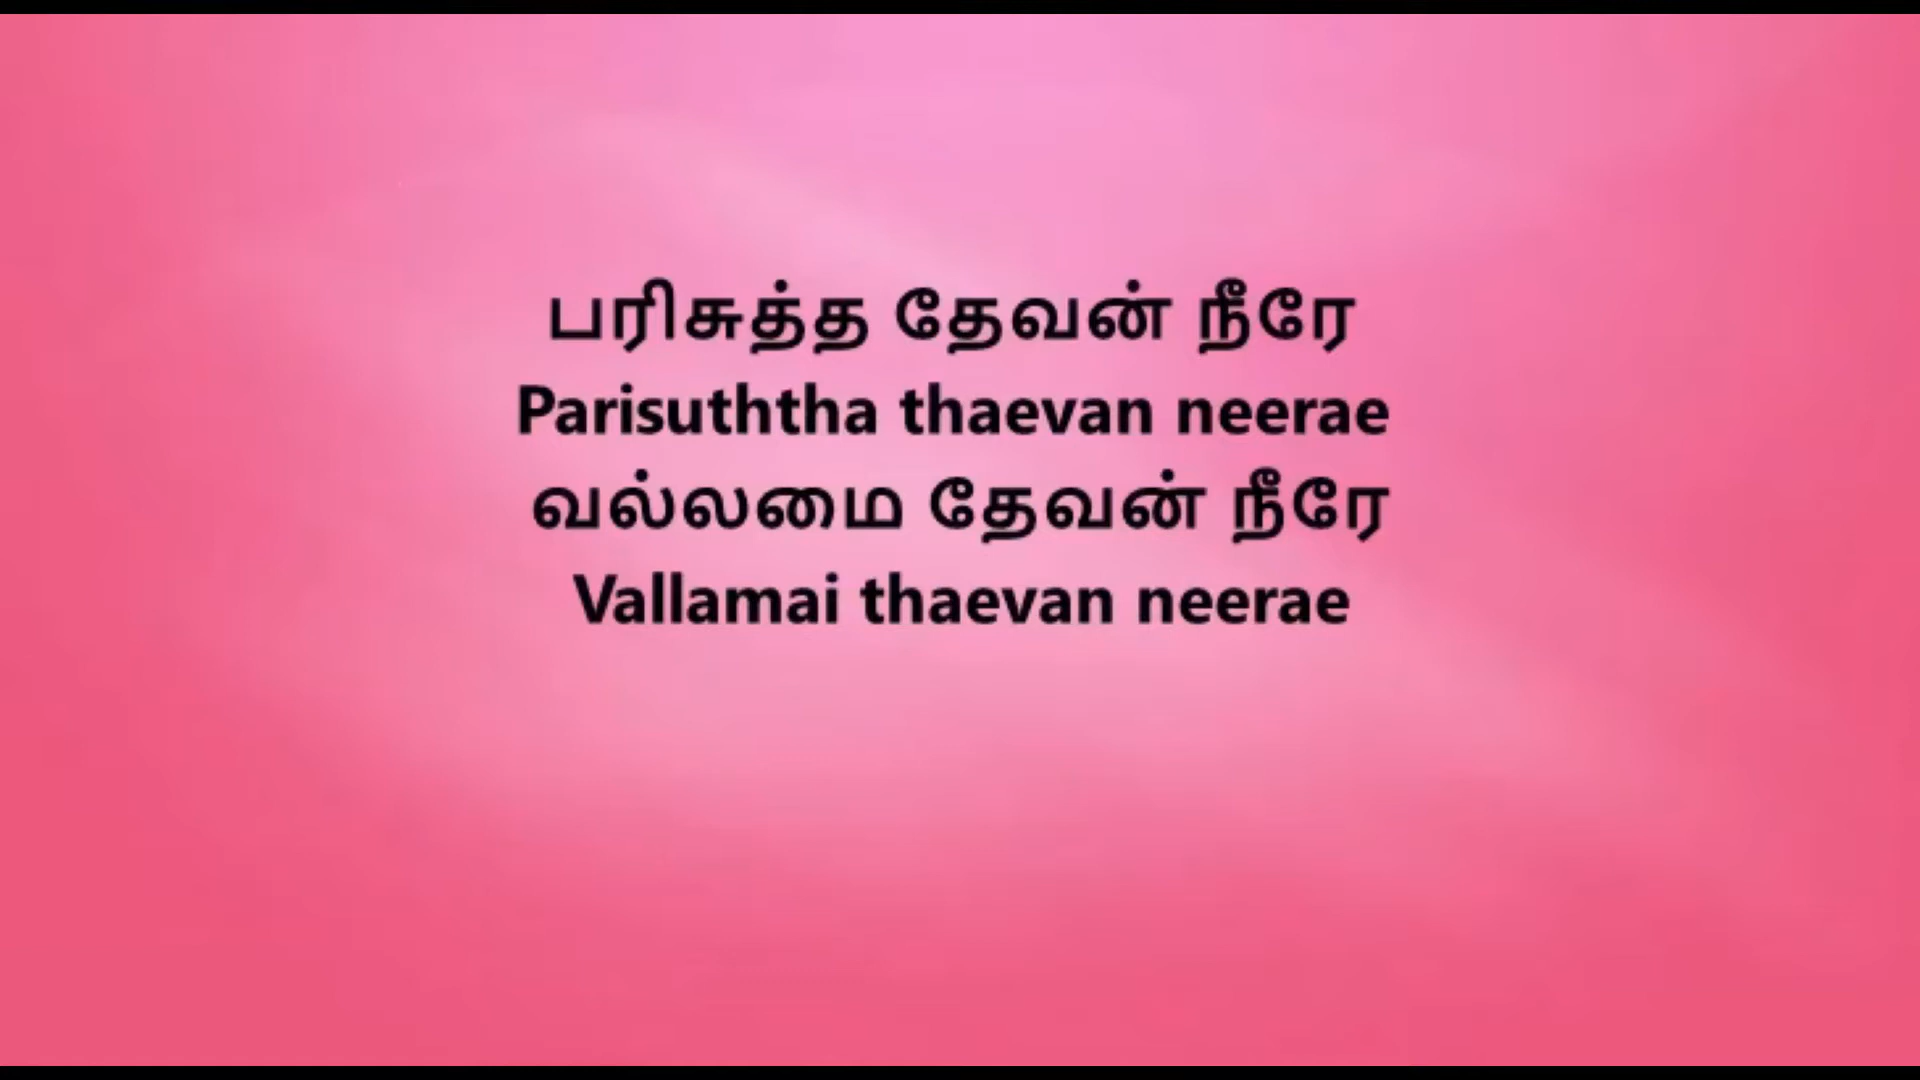 பரிசுத்த தேவன் நீரே
Parisuththa thaevan neerae
வல்லமை தேவன் நீரே
Vallamai thaevan neerae